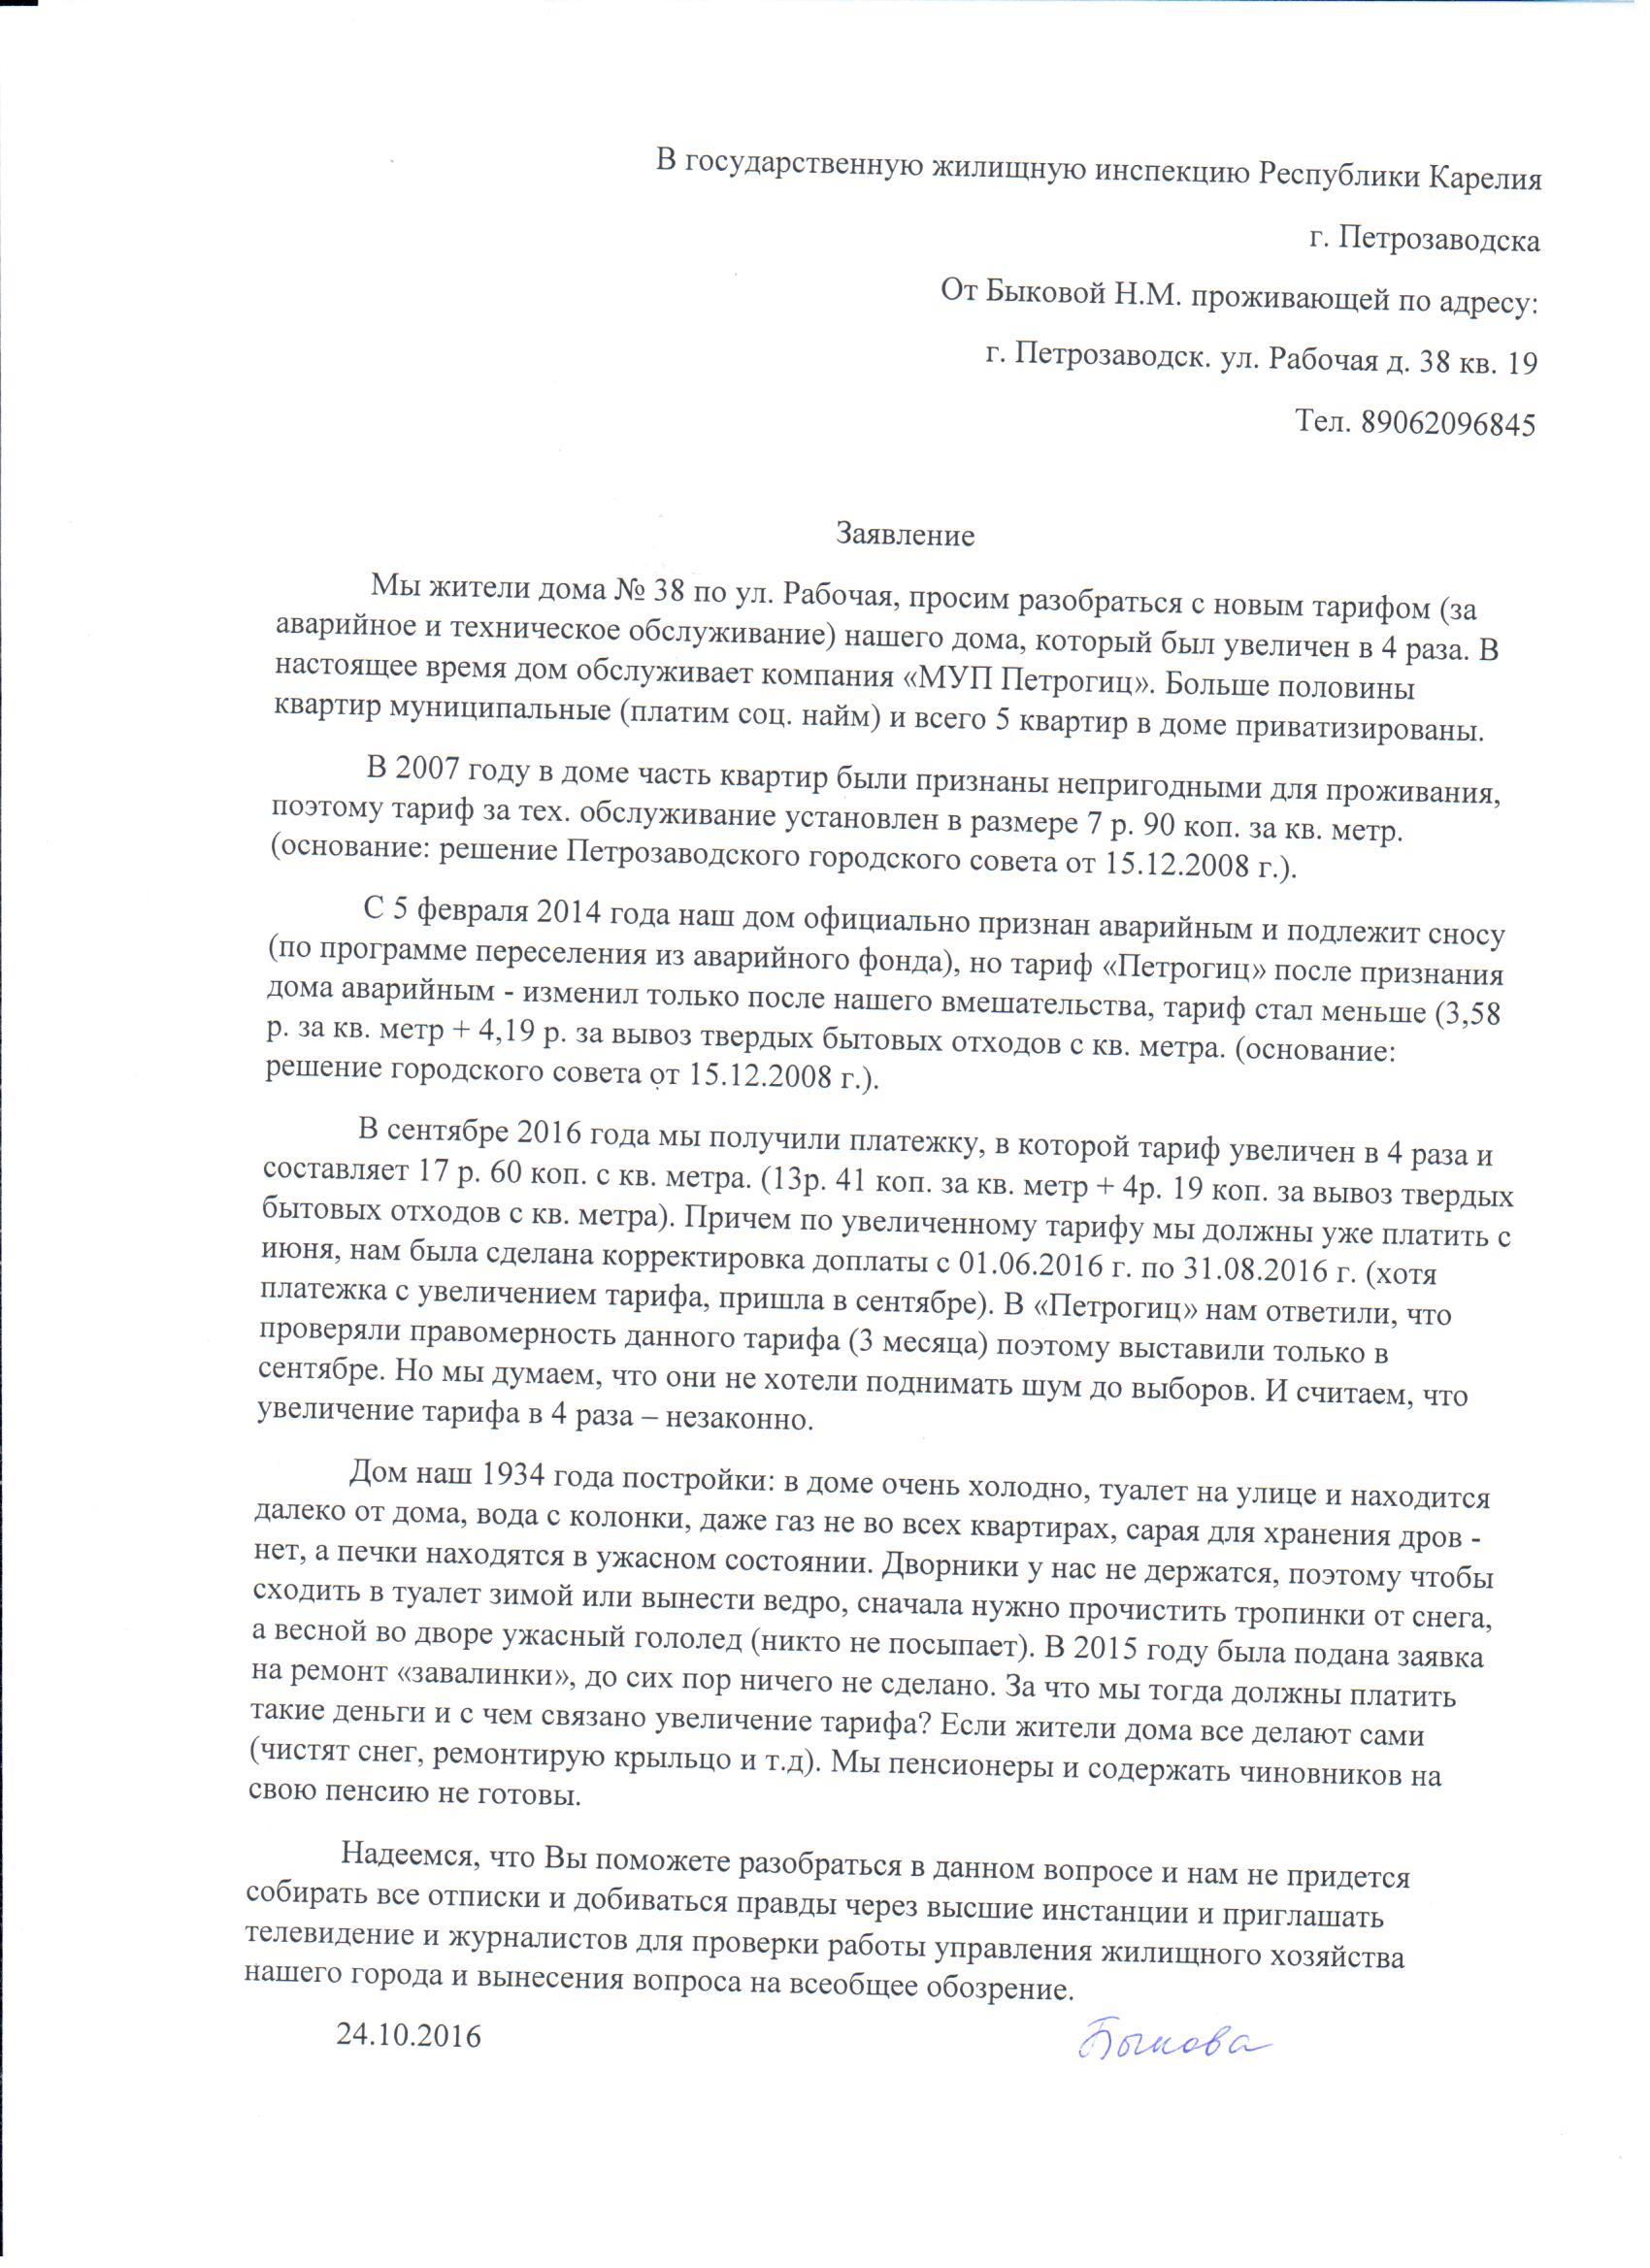 В государственную жилищную инспекцию Республики Карелия
г. Петрозаводска
От Быковой Н.М. проживающей по адресу:
г. Петрозаводск. ул. Рабочая д. 38 кв. 19
Тел. 89062096845
Заявление
Мы жители дома № 38 по ул. Рабочая, просим разобраться с новым тарифом (за
аварийное и техническое обслуживание) нашего дома, который был увеличен в 4 раза. В
настоящее время дом обслуживает компания «МУП Петрогиц». Больше половины
квартир муниципальные (платим соц. найм) и всего 5 квартир в доме приватизированы.
В 2007 году в доме часть квартир были признаны непригодными для проживания,
поэтому тариф за тех. обслуживание установлен в размере 7 р. 90 коп. за кв. метр.
(основание: решение Петрозаводского городского совета от 15.12.2008 г.).
С 5 февраля 2014 года наш дом официально признан аварийным и подлежит сносу
(по программе переселения из аварийного фонда), но тариф «Петрогиц» после признания
дома аварийным - изменил только после нашего вмешательства, тариф стал меньше (3,58
р. за кв. метр + 4,19 р. за вывоз твердых бытовых отходов с кв. метра. (основание:
решение городского совета от 15.12.2008 г.).
В сентябре 2016 года мы получили платежку, в которой тариф увеличен в 4 раза и
составляет 17 р. 60 коп. с кв. метра. (13р. 41 коп. за кв. метр + 4р. 19 коп. за вывоз твердых
бытовых отходов с кв. метра). Причем по увеличенному тарифу мы должны уже платить с
июня, нам была сделана корректировка доплаты с 01.06.2016 г. по 31.08.2016 г. (хотя
платежка с увеличением тарифа, пришла в сентябре). В «Петрогиц» нам ответили, что
проверяли правомерность данного тарифа (3 месяца) поэтому выставили только в
сентябре. Но мы думаем, что они не хотели поднимать шум до выборов. И считаем, что
увеличение тарифа в 4 раза – незаконно.
Дом наш 1934 года постройки: в доме очень холодно, туалет на улице и находится
далеко от дома, вода с колонки, даже газ не во всех квартирах, сарая для хранения дров -
нет, а печки находятся в ужасном состоянии. Дворники у нас не держатся, поэтому чтобы
сходить в туалет зимой или вынести ведро, сначала нужно прочистить тропинки от снега,
а весной во дворе ужасный гололед (никто не посыпает). В 2015 году была подана заявка
на ремонт «завалинки», до сих пор ничего не сделано. За что мы тогда должны платить
такие деньги и с чем связано увеличение тарифа? Если жители дома все делают сами
(чистят снег, ремонтирую крыльцо и т.д). Мы пенсионеры и содержать чиновников на
свою пенсию не готовы.
Надеемся, что Вы поможете разобраться в данном вопросе и нам не придется
собирать все отписки и добиваться правды через высшие инстанции и приглашать
телевидение и журналистов для проверки работы управления жилищного хозяйства
нашего города и вынесения вопроса на всеобщее обозрение.
24.10.2016 Быкова